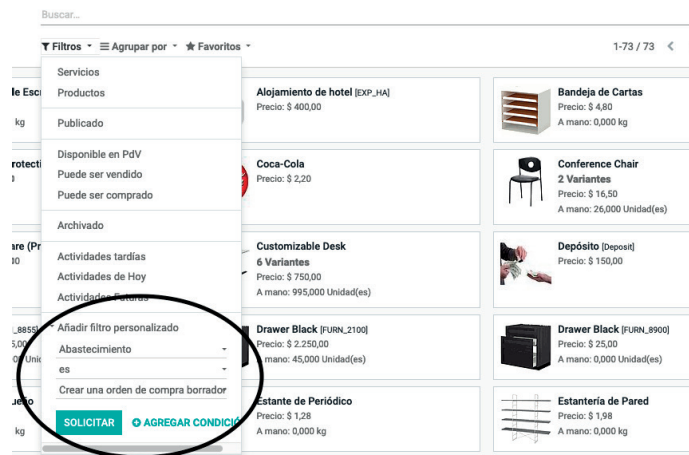 Buscar...
Filtros Agrupar por Favoritos 1-73 / 73
Servicios
Productos
Publicado
Disponible en PdV
Puede ser vendido
Puede ser comprado
Archivado
Actividades tardías
Actividades de Hoy
Actividades Futuras
Añadir filtro personalizado
Abastecimiento
es
Crear una orden de compra borrador
SOLICITAR AGREGAR CONDICIÓ
kg
kg
Alojamiento de hotel [EXP_HA]
Precio: $ 400,00
Bandeja de Cartas
Precio: $ 4,80
A mano: 0,000 kg
Coca-Cola
Precio: $ 2,20
Conference Chair
2 Variantes
Precio: $ 16,50
A mano: 26,000 Unidad(es)
Customizable Desk
6 Variantes
Precio: $ 750,00
A mano: 995,000 Unidad(es)
Depósito [Deposit]
Precio: $ 150,00
Drawer Black [FURN_2100]
Precio: $ 2.250,00
A mano: 45,000 Unidad(es)
Drawer Black [FURN_8900]
Precio: $ 25,00
A mano: 0,000 Unidad(es)
Estante de Periódico
Precio: $ 1,28
A mano: 0,000 kg
Estantería de Pared
Precio: $ 1,98
A mano: 0,000 kg